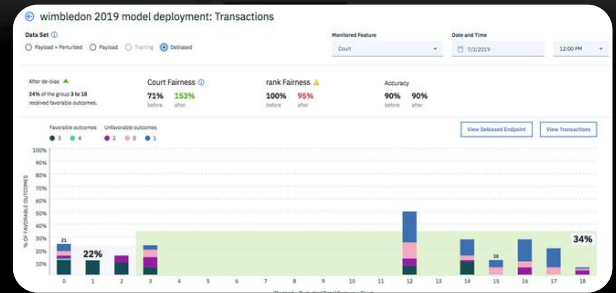 wimbledon 2019 model deployment: Transactions
Data Set
Payload + Perturbed Payload Training Debiased
Monitored Feature
Court
Date and Time
7/3/2019
12:00 PM
After de-bias
34% of the group 3 to 18
received favorable outcomes.
Court Fairness
71% 153%
before after
rank Fairness
100% 95%
before after
Accuracy
90% 90%
before after
Favorable outcomes Unfavorable outcomes
3 4 2 0 1
View Debiased Endpoint
View Transactions
% OF FAVORABLE OUTCOMES
100%
90%
80%
70%
60%
50%
40%
30%
20%
10%
21
22%
10
34%
0 1 2 3 4 5 6 7 8 9 10 11 12 13 14 15 16 17 18